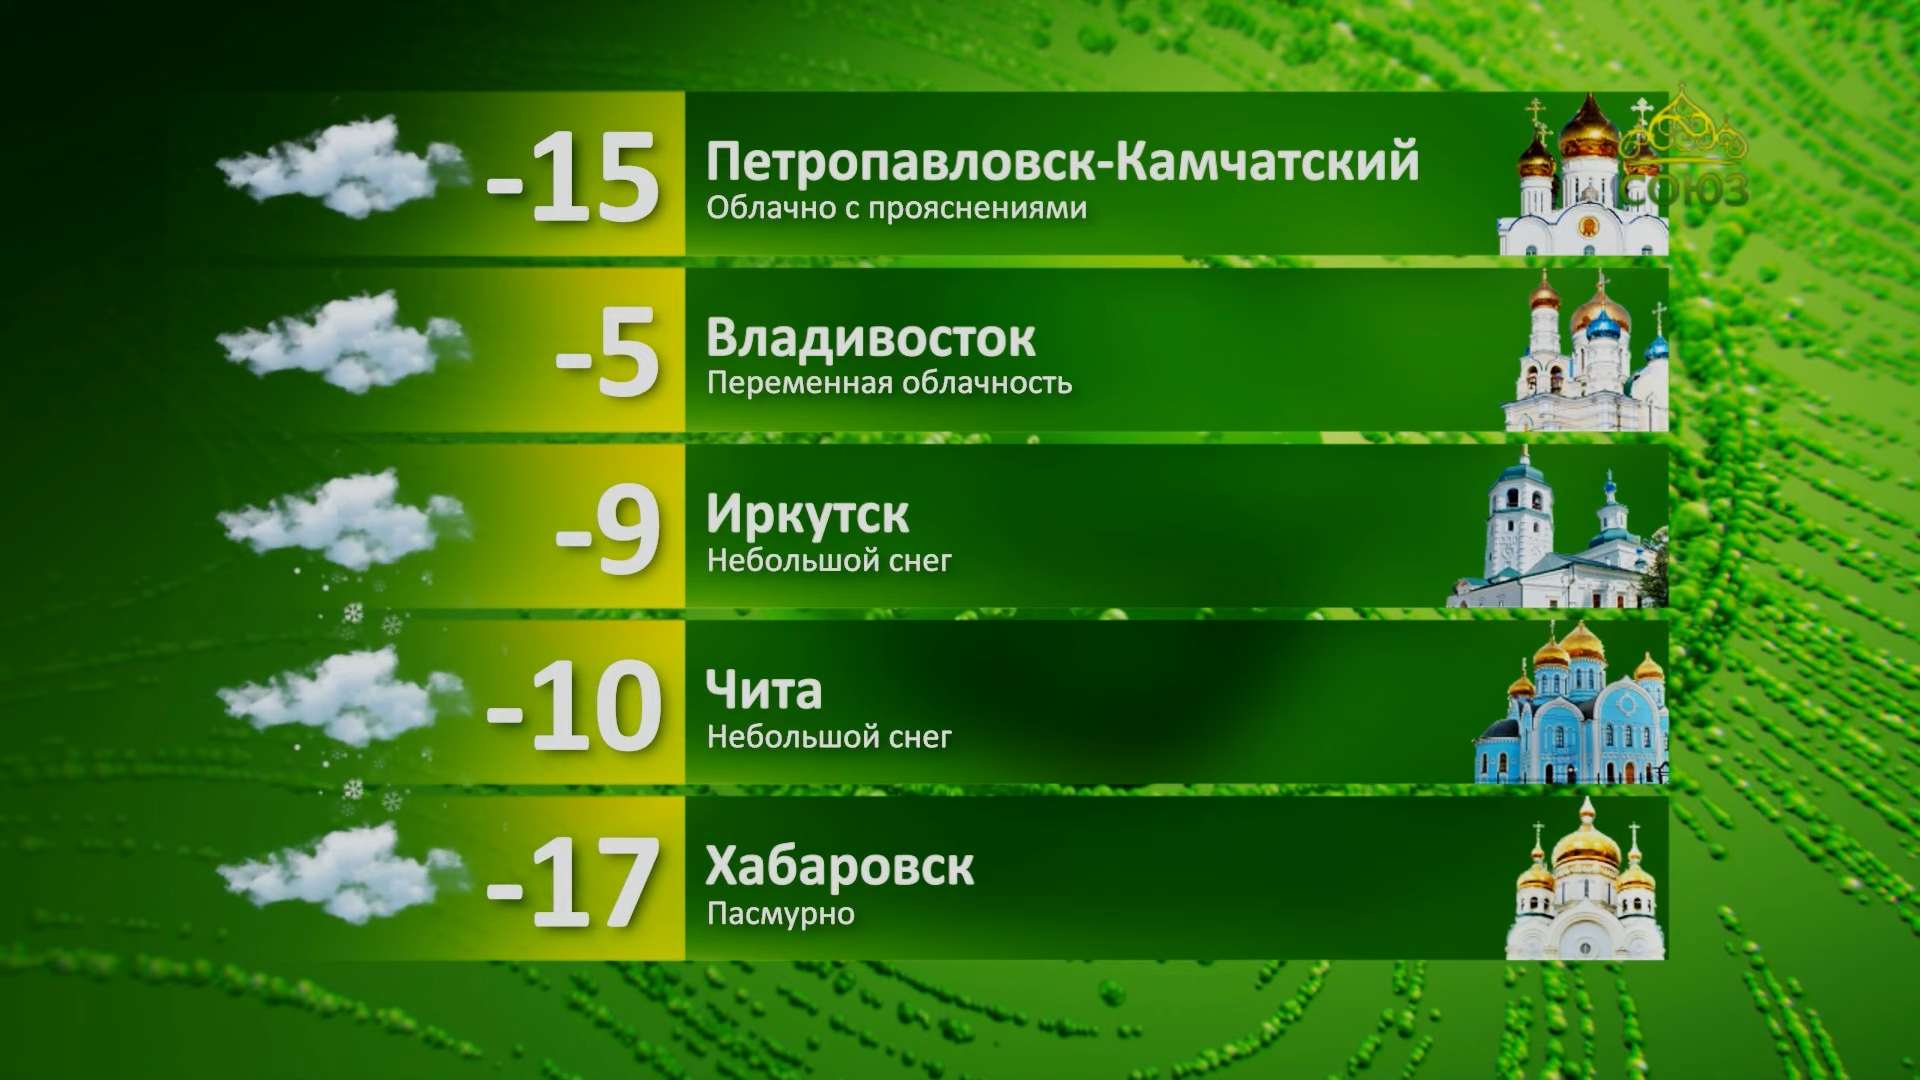 -15
Петропавловск-Камчатский
Облачно с прояснениями
СОЮЗ
-5
Владивосток
Переменная облачность
-9
Иркутск
Небольшой снег
-10
Чита
Небольшой снег
-17
Хабаровск
Пасмурно